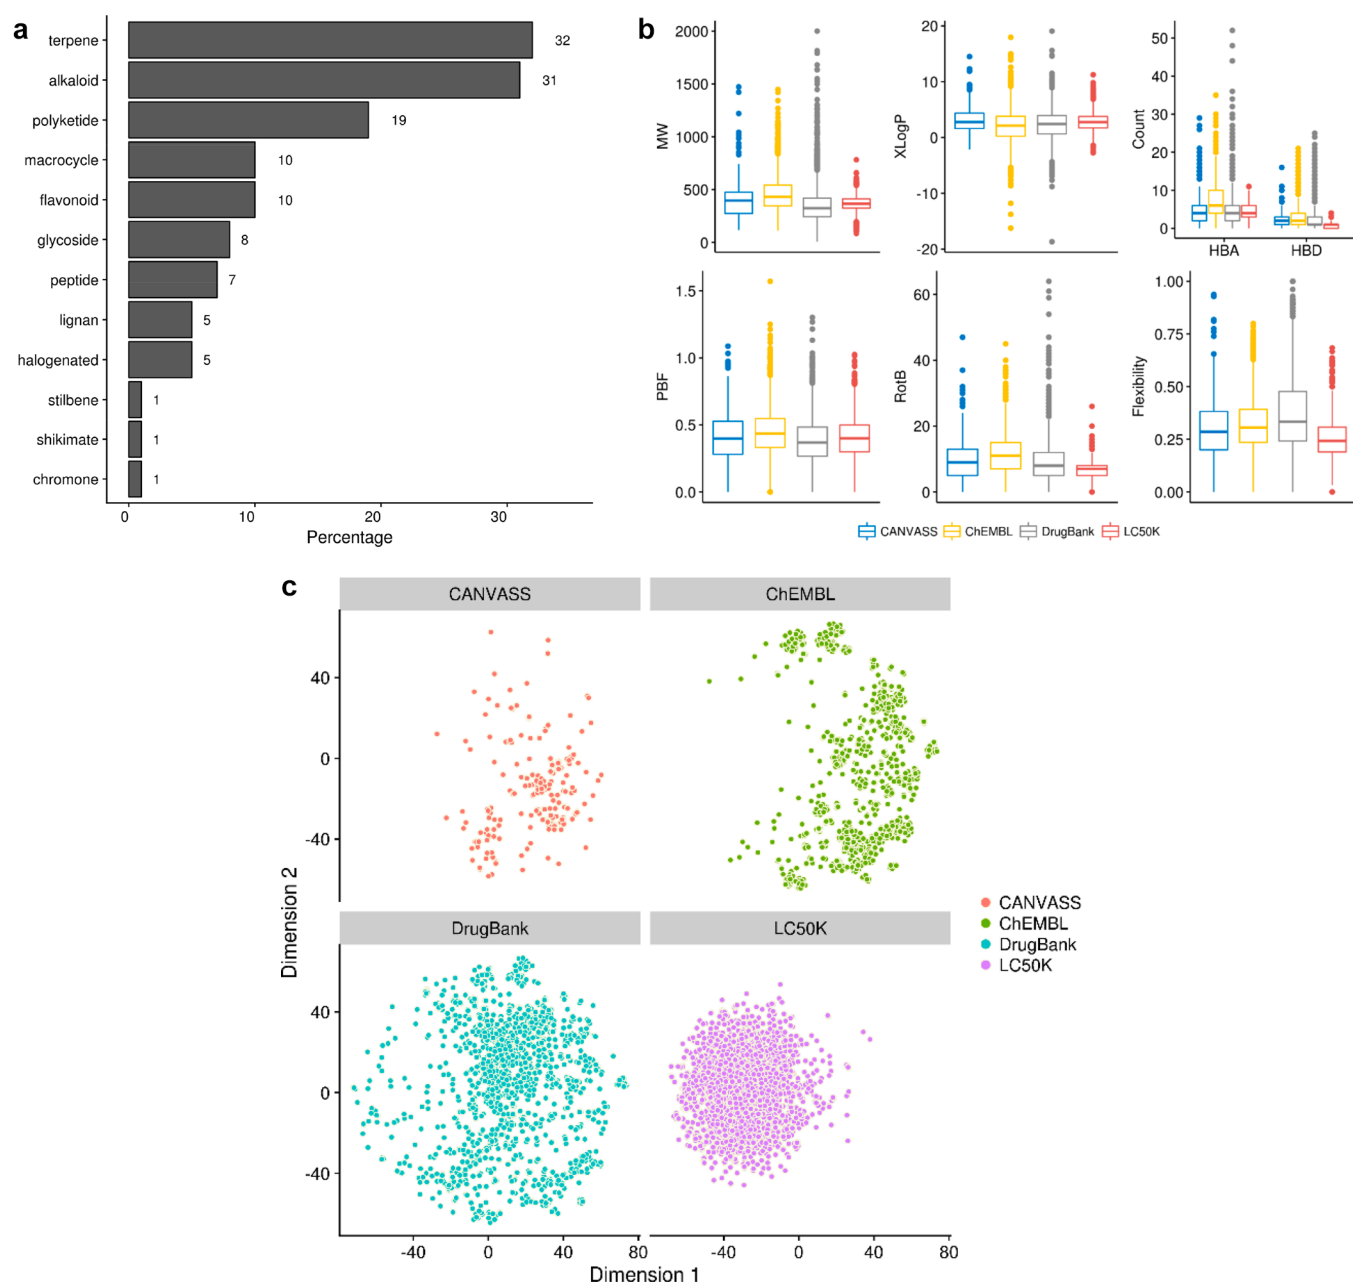 a
terpene 32
alkaloid 31
polyketide 19
macrocycle 10
flavonoid 10
glycoside 8
peptide 7
lignan 5
halogenated 5
stilbene 1
shikimate 1
chromone 1
0 10 20 30
Percentage
b
MW
2000
1500
1000
500
0
XLogP
20
10
0
-10
-20
Count
50
40
30
20
10
0
HBA HBD
PBF
1.5
1.0
0.5
0.0
RotB
60
40
20
0
Flexibility
1.00
0.75
0.50
0.25
0.00
CANVASS ChEMBL DrugBank LC50K
c
CANVASS ChEMBL
40
0
-40
DrugBank LC50K
40
0
-40
Dimension 2
-40 0 40 80 -40 0 40 80
Dimension 1
CANVASS
ChEMBL
DrugBank
LC50K